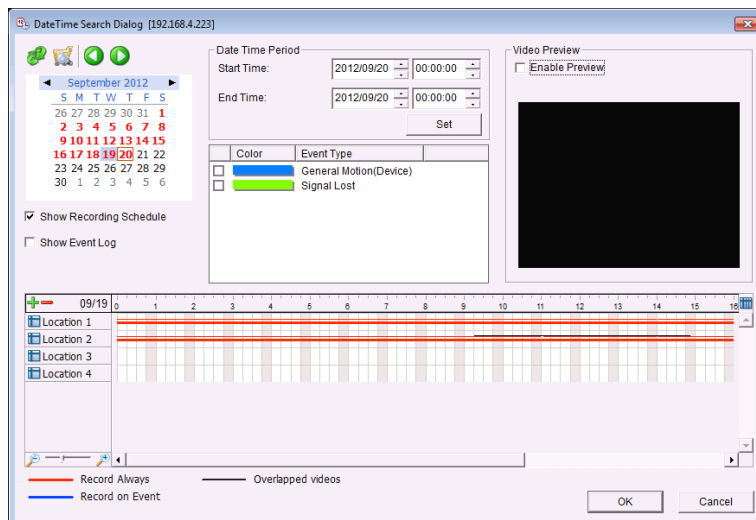 DateTime Search Dialog [192.168.4.223]
September 2012
S M T W T F S
26 27 28 29 30 31 1
2 3 4 5 6 7 8
9 10 11 12 13 14 15
16 17 18 19 20 21 22
23 24 25 26 27 28 29
30 1 2 3 4 5 6
Show Recording Schedule
Show Event Log
Date Time Period
Start Time: 2012/09/20 00:00:00
End Time: 2012/09/20 00:00:00
Set
Color Event Type
General Motion(Device)
Signal Lost
Video Preview
Enable Preview
09/19 0 1 2 3 4 5 6 7 8 9 10 11 12 13 14 15 16
Location 1
Location 2
Location 3
Location 4
Record Always Overlapped videos
Record on Event
OK Cancel